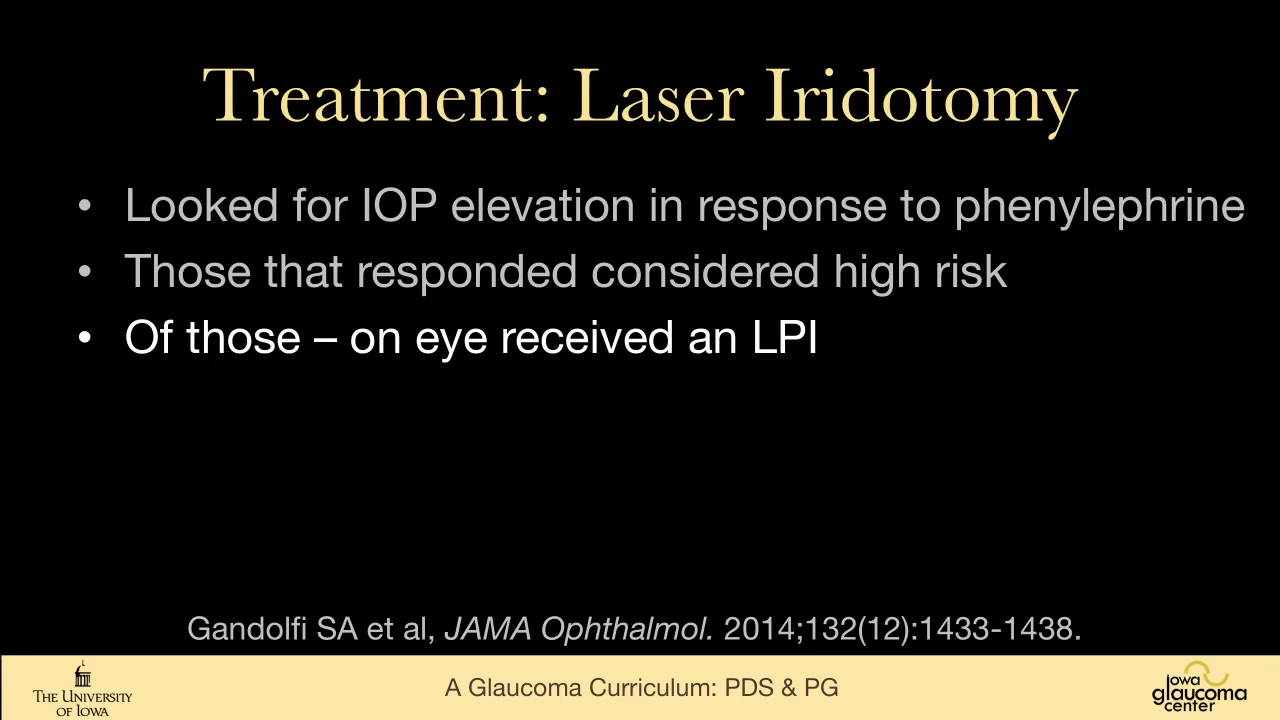 Treatment: Laser Iridotomy
• Looked for IOP elevation in response to phenylephrine
• Those that responded considered high risk
• Of those – on eye received an LPI
Gandolfi SA et al, JAMA Ophthalmol. 2014;132(12):1433-1438.
THE UNIVERSITY
OF IOWA
A Glaucoma Curriculum: PDS & PG
iowa
glaucoma
center